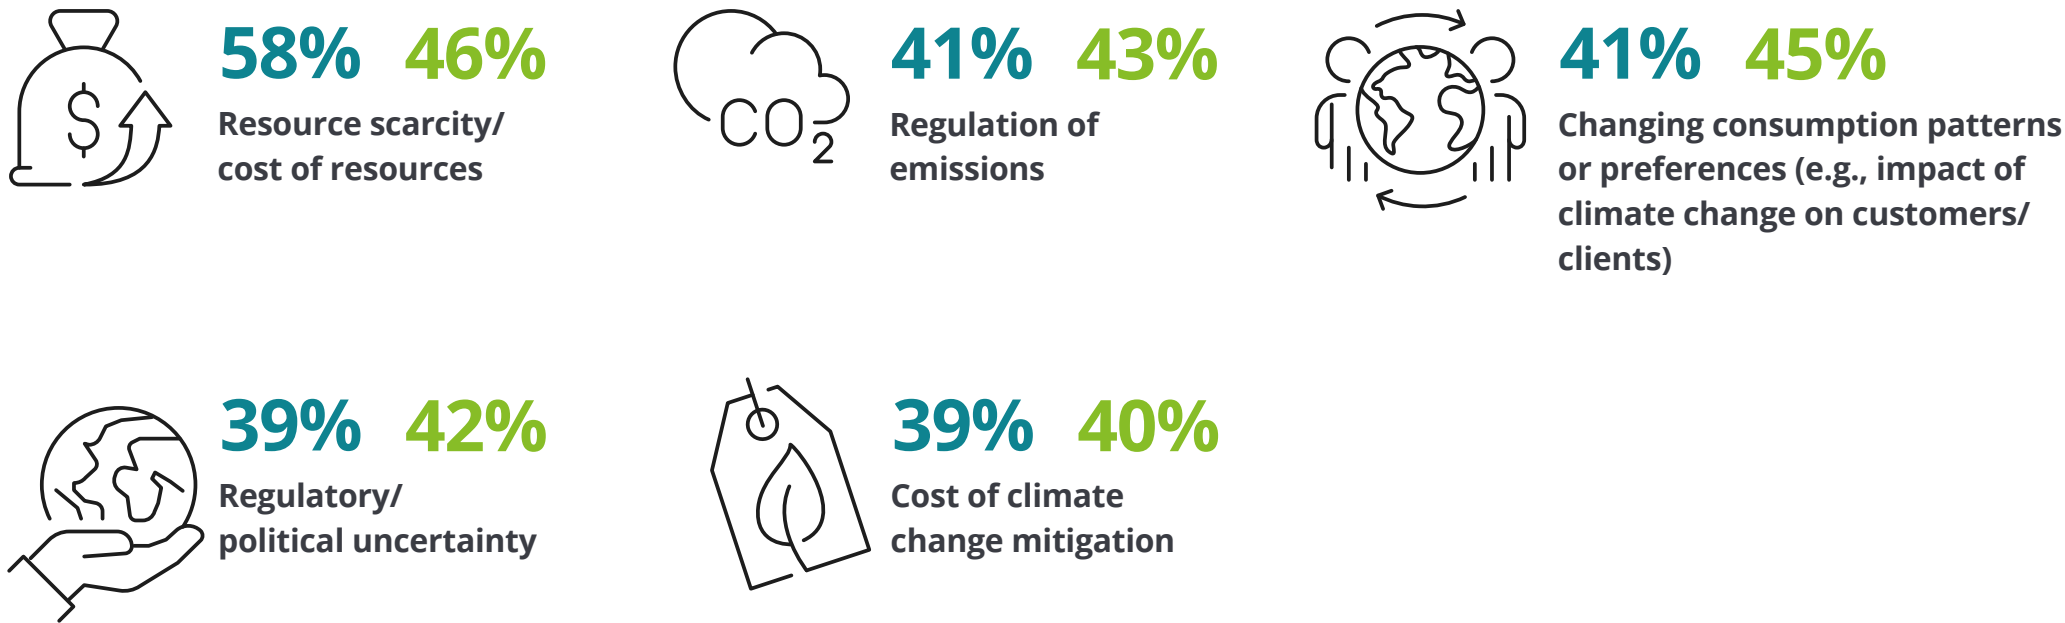 58% 46%
Resource scarcity/
cost of resources
$
41% 43%
Regulation of
emissions
CO2
41% 45%
Changing consumption patterns
or preferences (e.g., impact of
climate change on customers/
clients)
39% 42%
Regulatory/
political uncertainty
39% 40%
Cost of climate
change mitigation